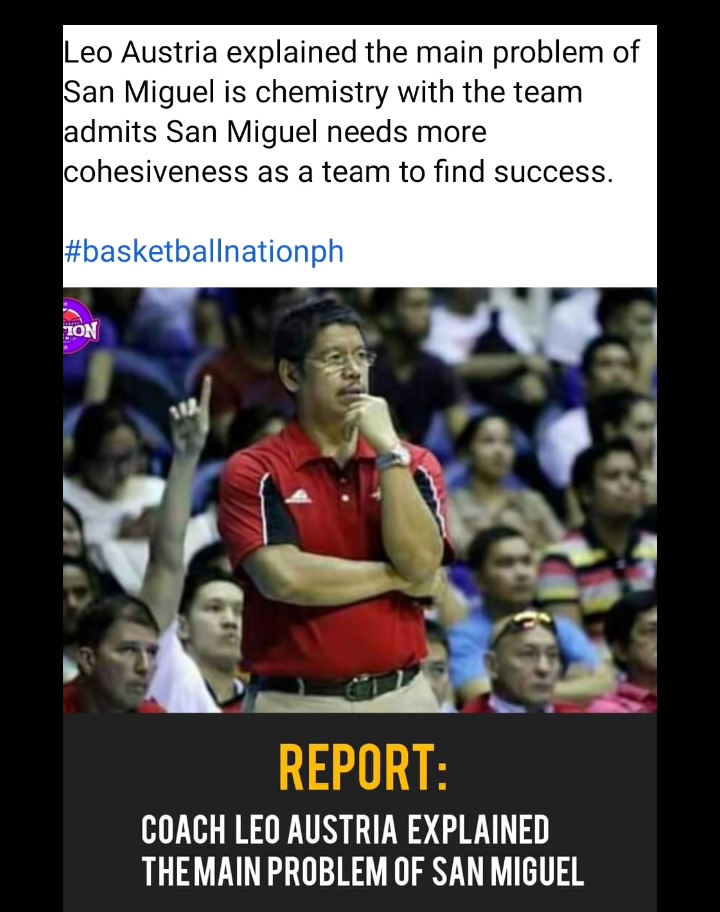 Leo Austria explained the main problem of
San Miguel is chemistry with the team
admits San Miguel needs more
cohesiveness as a team to find success.
#basketballnationph
REPORT:
COACH LEO AUSTRIA EXPLAINED
THE MAIN PROBLEM OF SAN MIGUEL